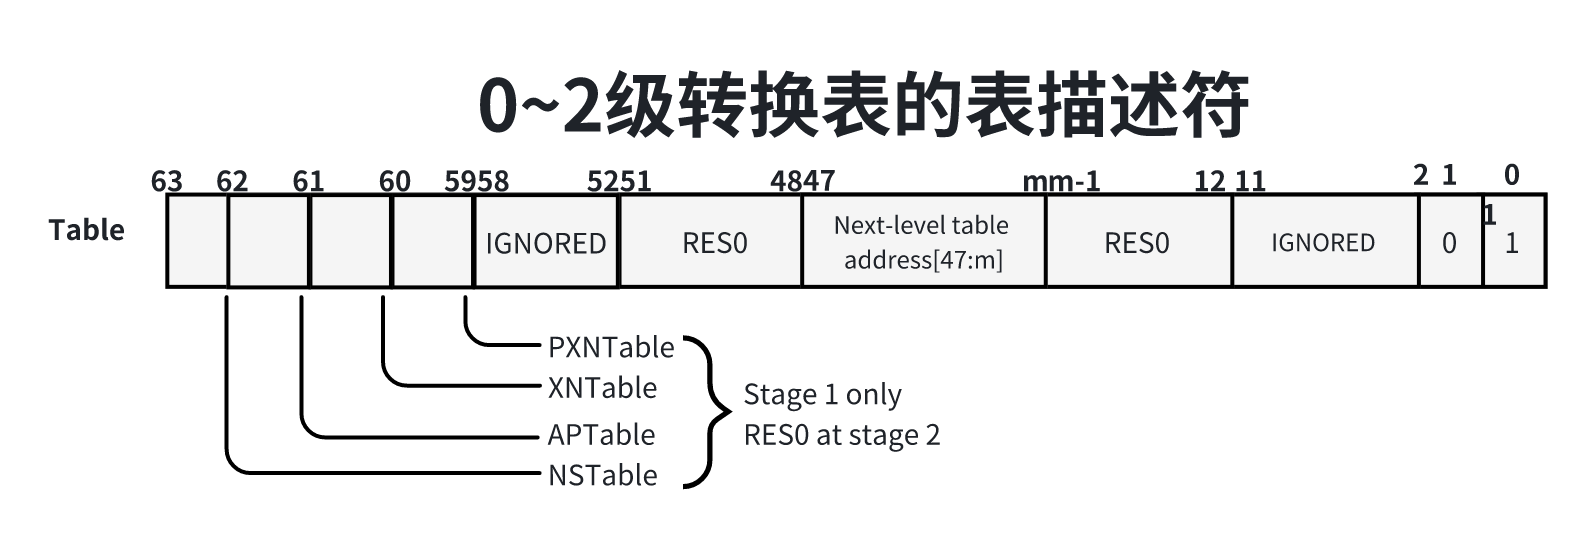 0~2级转换表的表描述符
63 62 61 60 5958 5251 4847 mm-1 12 11 2 1 0
Table
IGNORED
RES0
Next-level table
address[47:m]
RES0
IGNORED
0
1
1
PXNTable
XNTable
APTable
NSTable
Stage 1 only
RES0 at stage 2